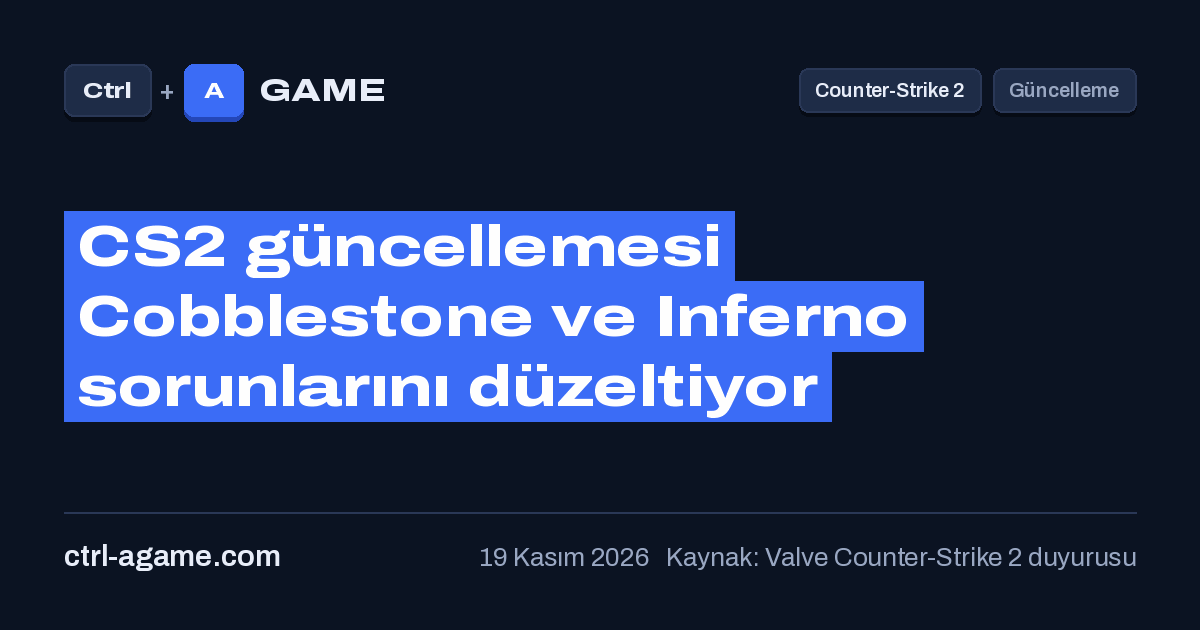 Ctrl + A GAME
Counter-Strike 2 Güncelleme
CS2 güncellemesi
Cobblestone ve Inferno
sorunlarını düzeltiyor
ctrl-agame.com
19 Kasım 2026 Kaynak: Valve Counter-Strike 2 duyurusu